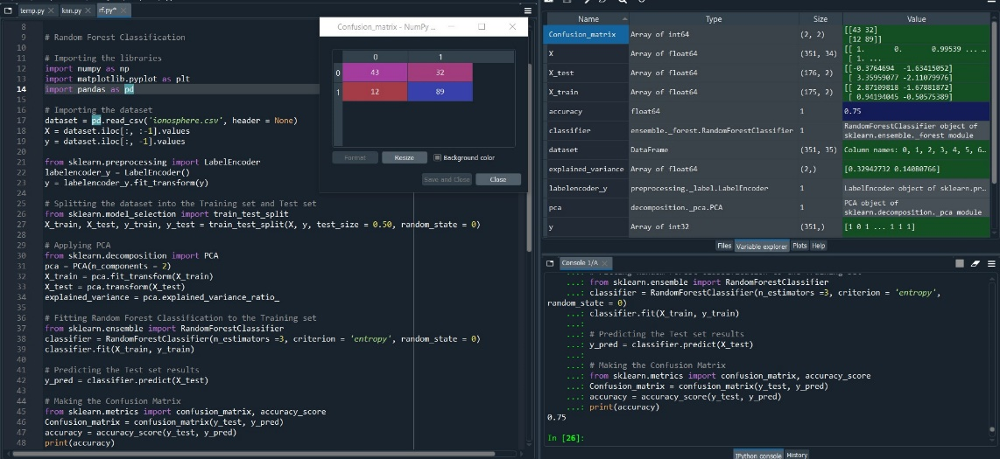 temp.py
knn.py
rf.py*
8
9 # Random Forest Classification
10
11 # Importing the libraries
12 import numpy as np
13 import matplotlib.pyplot as plt
14 import pandas as pd
15
16 # Importing the dataset
17 dataset = pd.read_csv('ionosphere.csv', header = None)
18 X = dataset.iloc[:, :-1].values
19 y = dataset.iloc[:, -1].values
20
21 from sklearn.preprocessing import LabelEncoder
22 labelencoder_y = LabelEncoder()
23 y = labelencoder_y.fit_transform(y)
24
25 # Splitting the dataset into the Training set and Test set
26 from sklearn.model_selection import train_test_split
27 X_train, X_test, y_train, y_test = train_test_split(X, y, test_size = 0.50, random_state = 0)
28
29 # Applying PCA
30 from sklearn.decomposition import PCA
31 pca = PCA(n_components = 2)
32 X_train = pca.fit_transform(X_train)
33 X_test = pca.transform(X_test)
34 explained_variance = pca.explained_variance_ratio_
35
36 # Fitting Random Forest Classification to the Training set
37 from sklearn.ensemble import RandomForestClassifier
38 classifier = RandomForestClassifier(n_estimators =3, criterion = 'entropy', random_state = 0)
39 classifier.fit(X_train, y_train)
40
41 # Predicting the Test set results
42 y_pred = classifier.predict(X_test)
43
44 # Making the Confusion Matrix
45 from sklearn.metrics import confusion_matrix, accuracy_score
46 Confusion_matrix = confusion_matrix(y_test, y_pred)
47 accuracy = accuracy_score(y_test, y_pred)
48 print(accuracy)
Confusion_matrix - NumPy ...
0 1
0 43 32
1 12 89
Format Resize Background color
Save and Close Close
Name Type Size Value
Confusion_matrix Array of int64 (2, 2) [[43 32]
[12 89]]
X Array of float64 (351, 34) [[ 1. 0. 0.99539 ... ...
[ 1. ...
X_test Array of float64 (176, 2) [[-0.3764694 -1.63415052]
[ 3.35959077 -2.11079976]
X_train Array of float64 (175, 2) [[ 2.87109818 -1.67881872]
[ 0.94194045 -0.50575389]
accuracy float64 1 0.75
classifier ensemble._forest.RandomForestClassifier 1 RandomForestClassifier object of
sklearn.ensemble._forest module
dataset DataFrame (351, 35) Column names: 0, 1, 2, 3, 4, 5, 6…
explained_variance Array of float64 (2,) [0.32942732 0.14080766]
labelencoder_y preprocessing._label.LabelEncoder 1 LabelEncoder object of sklearn.pr…
pca decomposition._pca.PCA 1 PCA object of
sklearn.decomposition._pca module
y Array of int32 (351,) [1 0 1 ... 1 1 1]
Files Variable explorer Plots Help
Console 1/A
...: from sklearn.ensemble import RandomForestClassifier
...: classifier = RandomForestClassifier(n_estimators =3, criterion = 'entropy',
random_state = 0)
...: classifier.fit(X_train, y_train)
...:
...: # Predicting the Test set results
...: y_pred = classifier.predict(X_test)
...:
...: # Making the Confusion Matrix
...: from sklearn.metrics import confusion_matrix, accuracy_score
...: Confusion_matrix = confusion_matrix(y_test, y_pred)
...: accuracy = accuracy_score(y_test, y_pred)
...: print(accuracy)
0.75
In [26]:
IPython console History